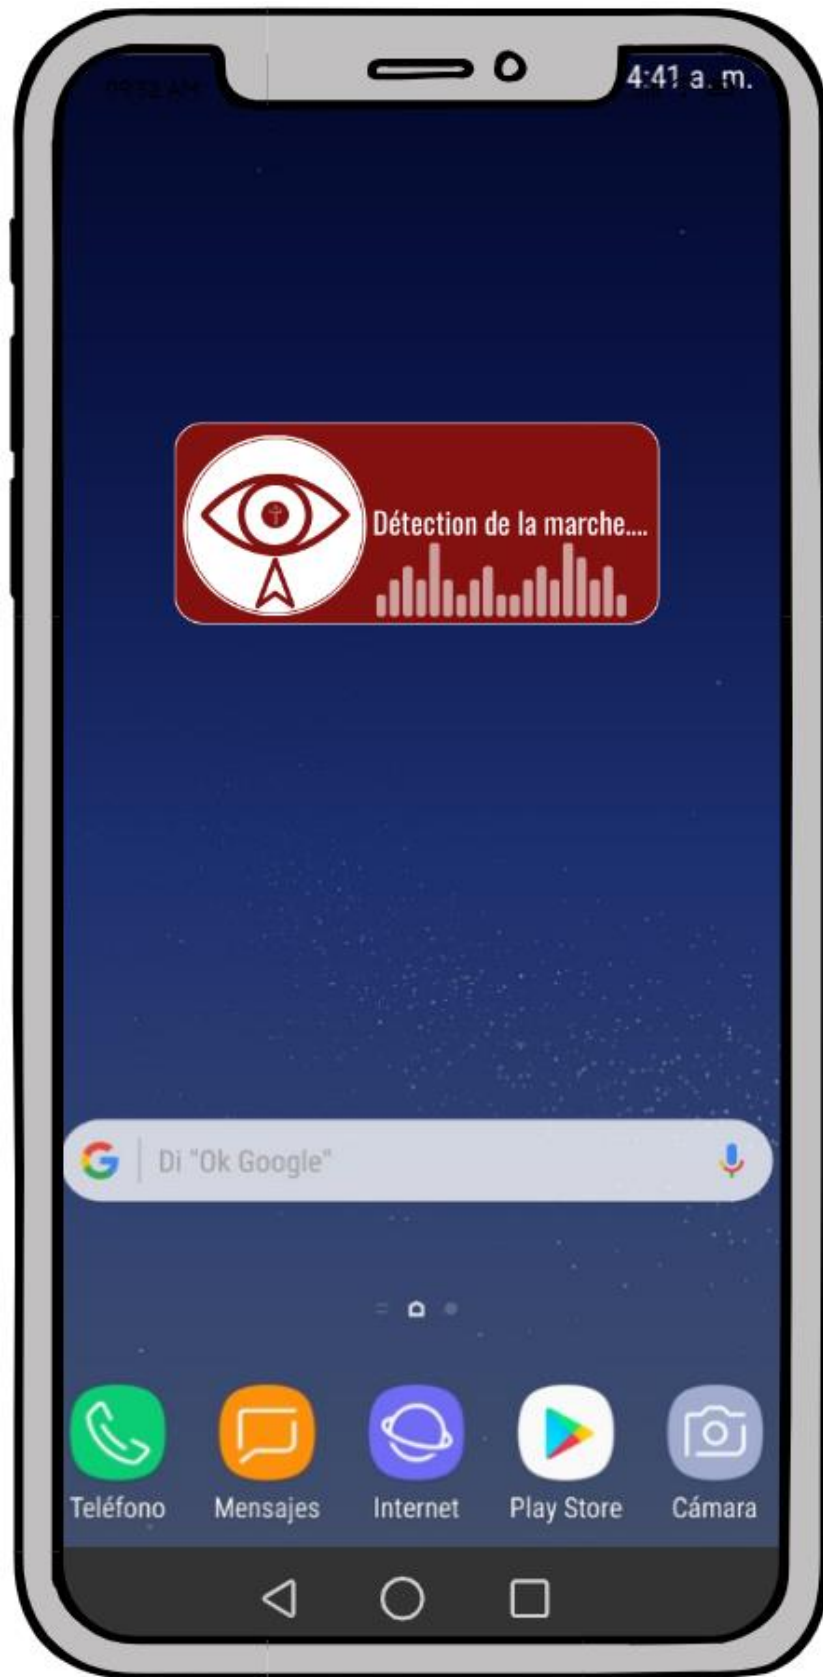 4:41 a. m.
Détection de la marche....
Di "Ok Google"
Teléfono Mensajes Internet Play Store Cámara